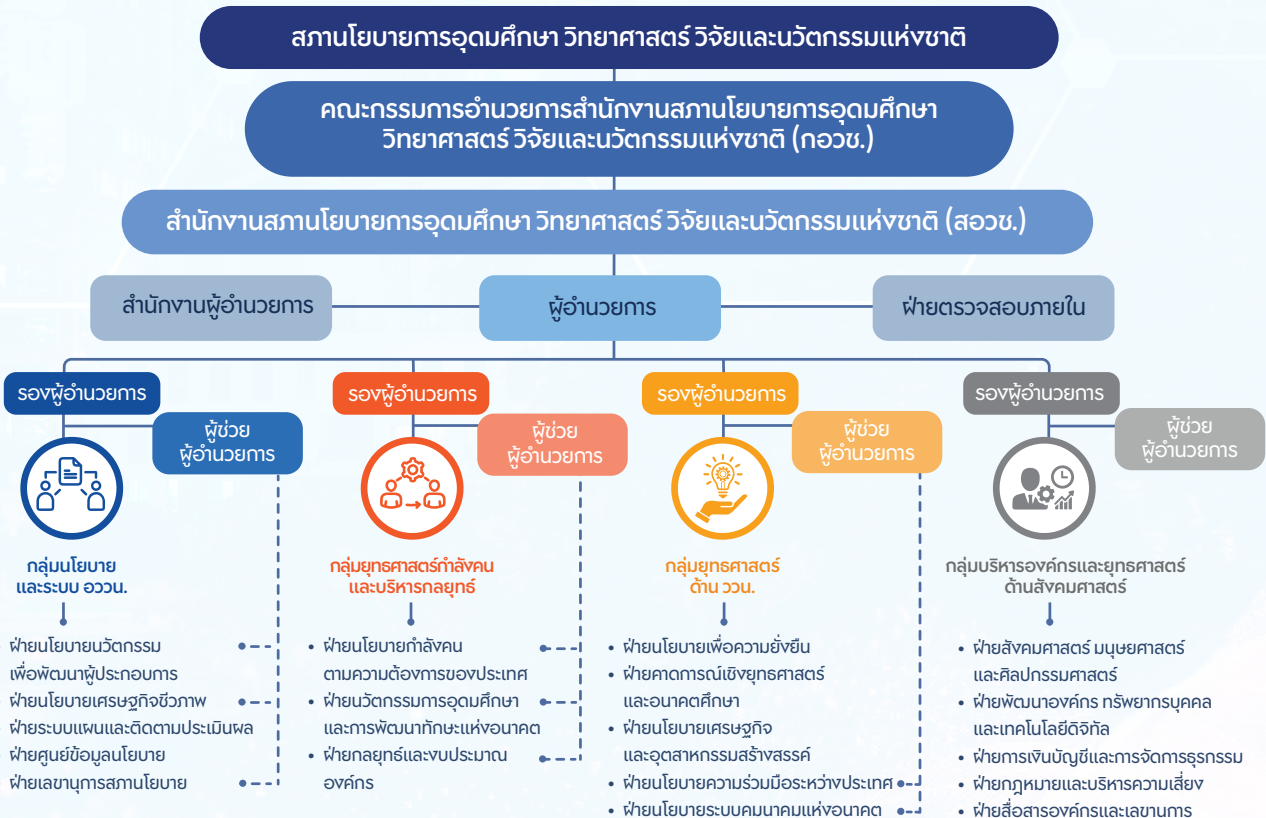 สภานโยบายการอุดมศึกษา วิทยาศาสตร์ วิจัยและนวัตกรรมแห่งชาติ
คณะกรรมการอำนวยการสำนักงานสภานโยบายการอุดมศึกษา
วิทยาศาสตร์ วิจัยและนวัตกรรมแห่งชาติ (กอวช.)
สำนักงานสภานโยบายการอุดมศึกษา วิทยาศาสตร์ วิจัยและนวัตกรรมแห่งชาติ (สอวช.)
สำนักงานผู้อำนวยการ
ผู้อำนวยการ
ฝ่ายตรวจสอบภายใน
รองผู้อำนวยการ
ผู้ช่วย
ผู้อำนวยการ
กลุ่มนโยบาย
และระบบ อววน.
ฝ่ายนโยบายนวัตกรรม
เพื่อพัฒนาผู้ประกอบการ
ฝ่ายนโยบายเศรษฐกิจชีวภาพ
ฝ่ายระบบแผนและติดตามประเมินผล
ฝ่ายศูนย์ข้อมูลนโยบาย
ฝ่ายเลขานุการสภานโยบาย
รองผู้อำนวยการ
ผู้ช่วย
ผู้อำนวยการ
กลุ่มยุทธศาสตร์กำลังคน
และบริหารกลยุทธ์
• ฝ่ายนโยบายกำลังคน
ตามความต้องการของประเทศ
• ฝ่ายนวัตกรรมการอุดมศึกษา
และการพัฒนาทักษะแห่งอนาคต
• ฝ่ายกลยุทธ์และงบประมาณ
องค์กร
รองผู้อำนวยการ
ผู้ช่วย
ผู้อำนวยการ
กลุ่มยุทธศาสตร์
ด้าน ววน.
• ฝ่ายนโยบายเพื่อความยั่งยืน
• ฝ่ายคาดการณ์เชิงยุทธศาสตร์
และอนาคตศึกษา
• ฝ่ายนโยบายเศรษฐกิจ
และอุตสาหกรรมสร้างสรรค์
• ฝ่ายนโยบายความร่วมมือระหว่างประเทศ
• ฝ่ายนโยบายระบบคมนาคมแห่งอนาคต
รองผู้อำนวยการ
ผู้ช่วย
ผู้อำนวยการ
กลุ่มบริหารองค์กรและยุทธศาสตร์
ด้านสังคมศาสตร์
• ฝ่ายสังคมศาสตร์ มนุษยศาสตร์
และศิลปกรรมศาสตร์
• ฝ่ายพัฒนาองค์กร ทรัพยากรบุคคล
และเทคโนโลยีดิจิทัล
• ฝ่ายการเงินบัญชีและการจัดการธุรกรรม
• ฝ่ายกฎหมายและบริหารความเสี่ยง
• ฝ่ายสื่อสารองค์กรและเลขานุการ